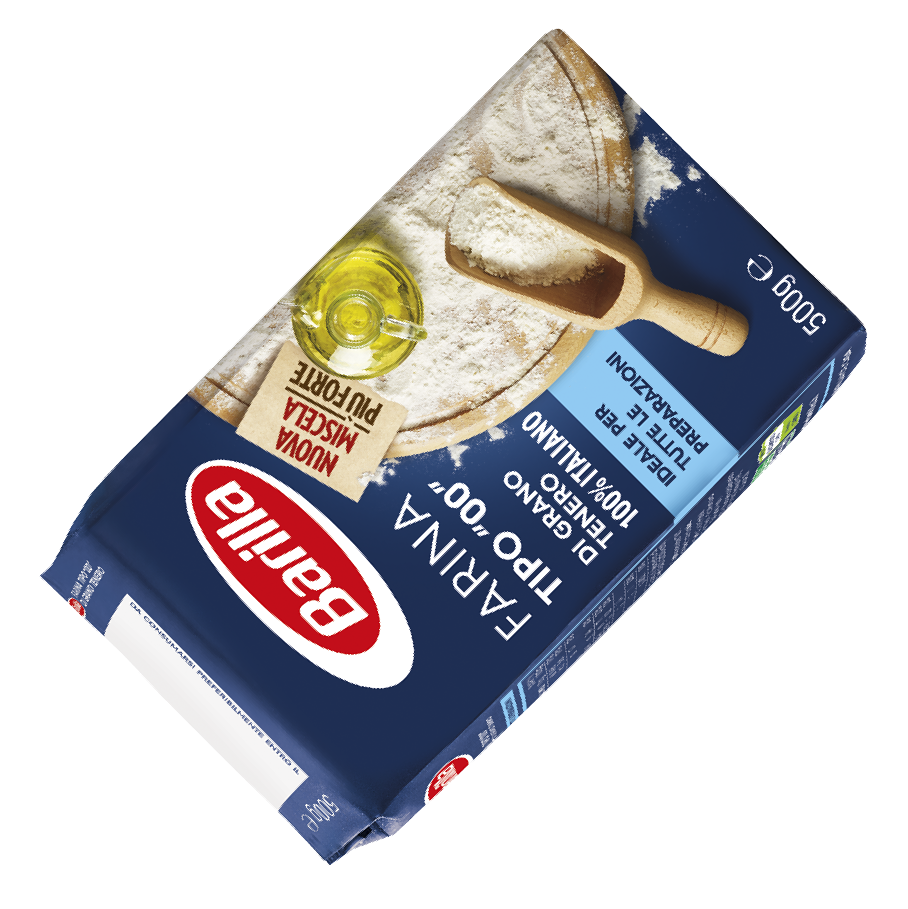 DA CONSUMARSI PREFERIBILMENTE ENTRO IL
500g e
Barilla
NUOVA
MISCELA
PIÙ FORTE
FARINA
TIPO "00"
DI GRANO
TENERO
100% ITALIANO
IDEALE PER
TUTTE LE
PREPARAZIONI
500g e